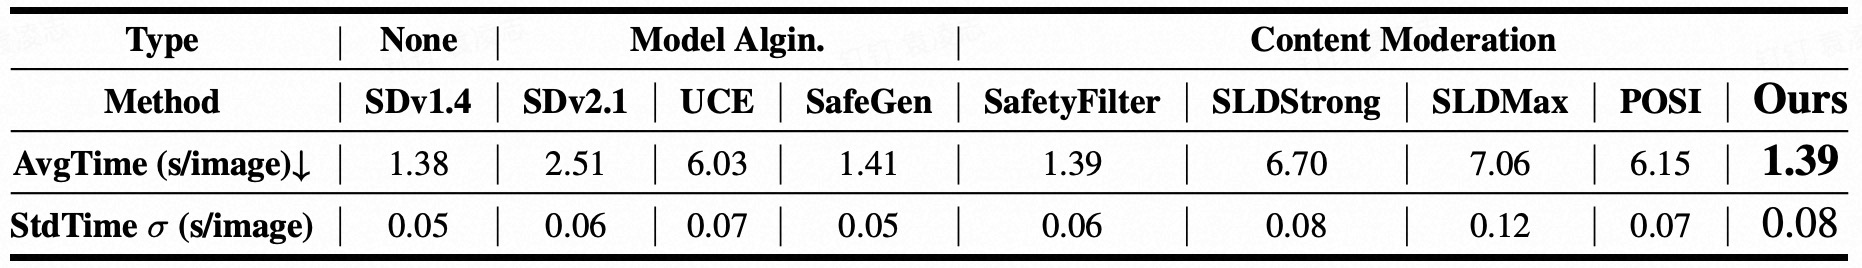 Type None Model Algin. Content Moderation
Method SDv1.4 SDv2.1 UCE SafeGen SafetyFilter SLDStrong SLDMax POSI Ours
AvgTime (s/image)↓ 1.38 2.51 6.03 1.41 1.39 6.70 7.06 6.15 1.39
StdTime σ (s/image) 0.05 0.06 0.07 0.05 0.06 0.08 0.12 0.07 0.08